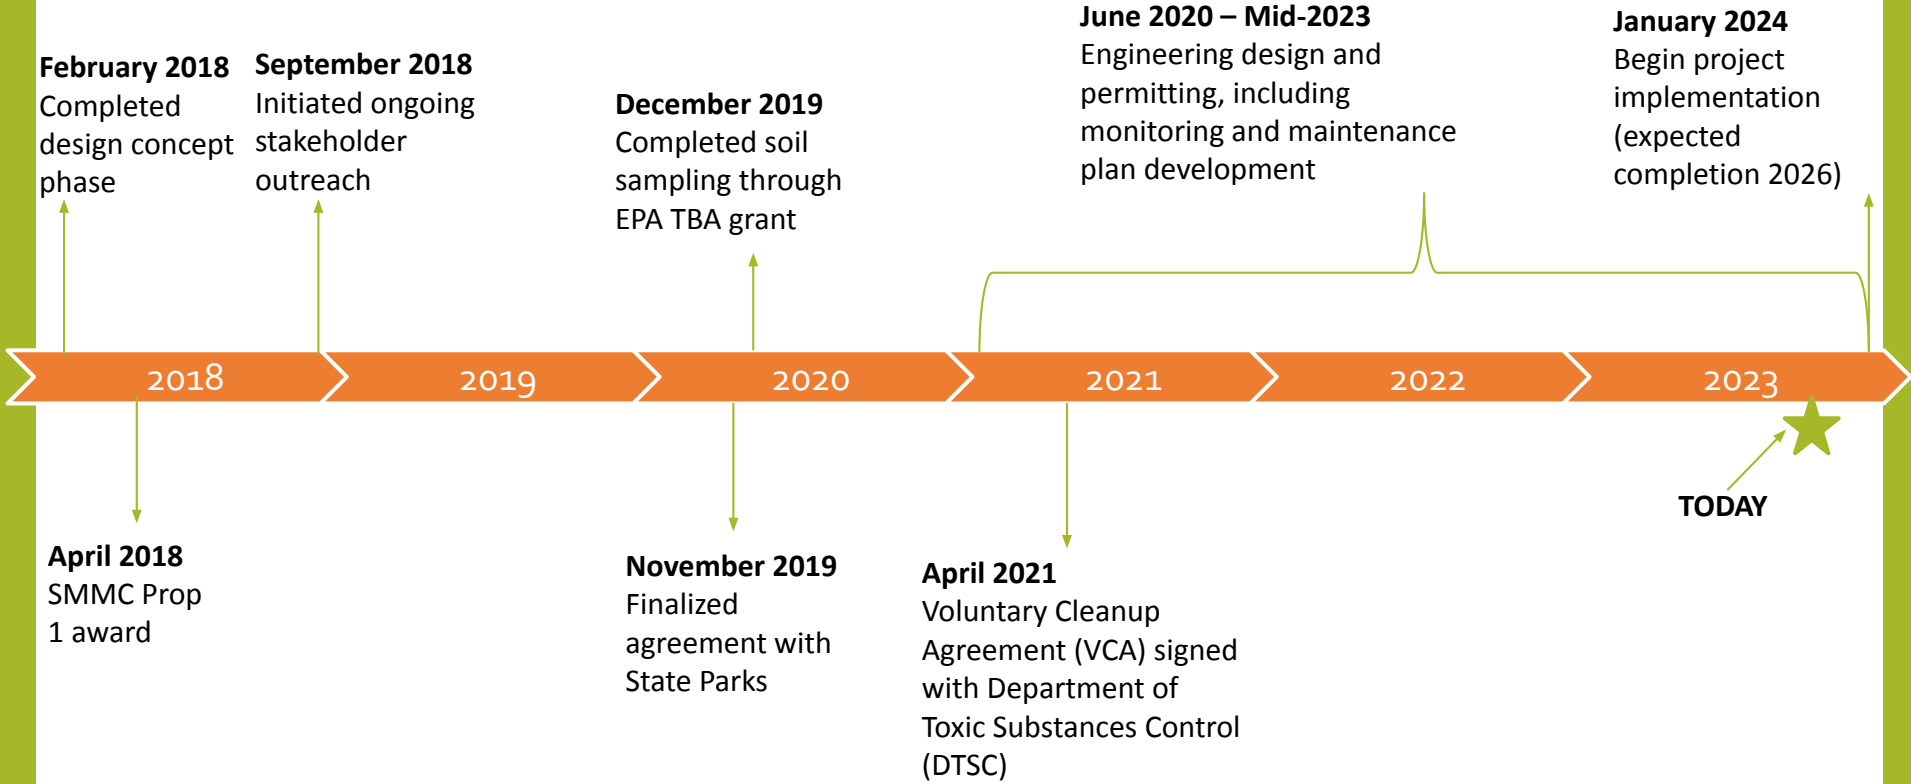 February 2018
Completed
design concept
phase
September 2018
Initiated ongoing
stakeholder
outreach
December 2019
Completed soil
sampling through
EPA TBA grant
June 2020 – Mid-2023
Engineering design and
permitting, including
monitoring and maintenance
plan development
January 2024
Begin project
implementation
(expected
completion 2026)
2018
2019
2020
2021
2022
2023
TODAY
April 2018
SMMC Prop
1 award
November 2019
Finalized
agreement with
State Parks
April 2021
Voluntary Cleanup
Agreement (VCA) signed
with Department of
Toxic Substances Control
(DTSC)